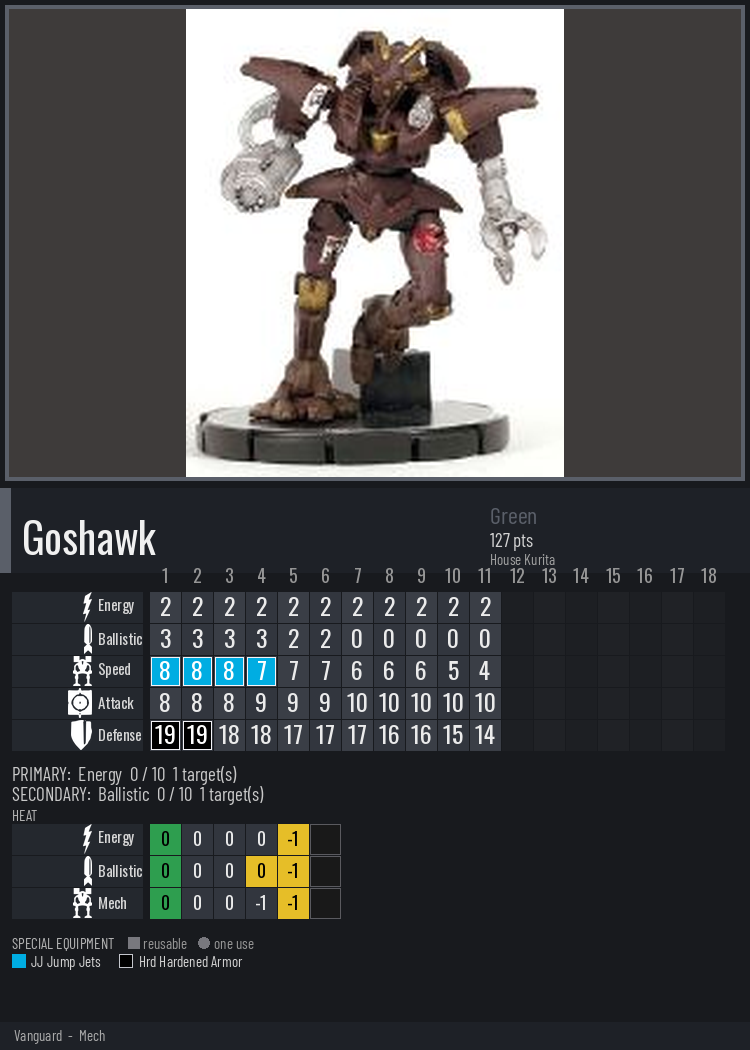 Goshawk
Green
127 pts
House Kurita
1 2 3 4 5 6 7 8 9 10 11 12 13 14 15 16 17 18
Energy 2 2 2 2 2 2 2 2 2 2 2
Ballistic 3 3 3 3 2 2 0 0 0 0 0
Speed 8 8 8 7 7 7 6 6 6 5 4
Attack 8 8 8 9 9 9 10 10 10 10 10
Defense 19 19 18 18 17 17 17 16 16 15 14
PRIMARY: Energy 0 / 10 1 target(s)
SECONDARY: Ballistic 0 / 10 1 target(s)
HEAT
Energy 0 0 0 0 -1
Ballistic 0 0 0 0 -1
Mech 0 0 0 -1 -1
SPECIAL EQUIPMENT reusable one use
JJ Jump Jets Hrd Hardened Armor
Vanguard - Mech